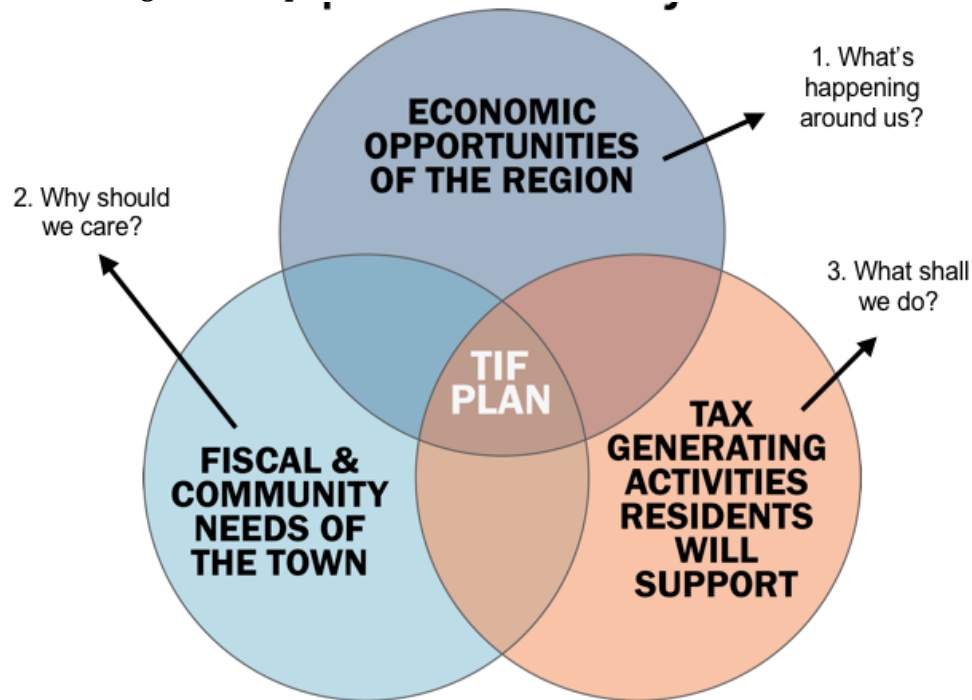 1. What's
happening
around us?
ECONOMIC
OPPORTUNITIES
OF THE REGION
2. Why should
we care?
3. What shall
we do?
TIF
PLAN
FISCAL &
COMMUNITY
NEEDS OF
THE TOWN
TAX
GENERATING
ACTIVITIES
RESIDENTS
WILL
SUPPORT